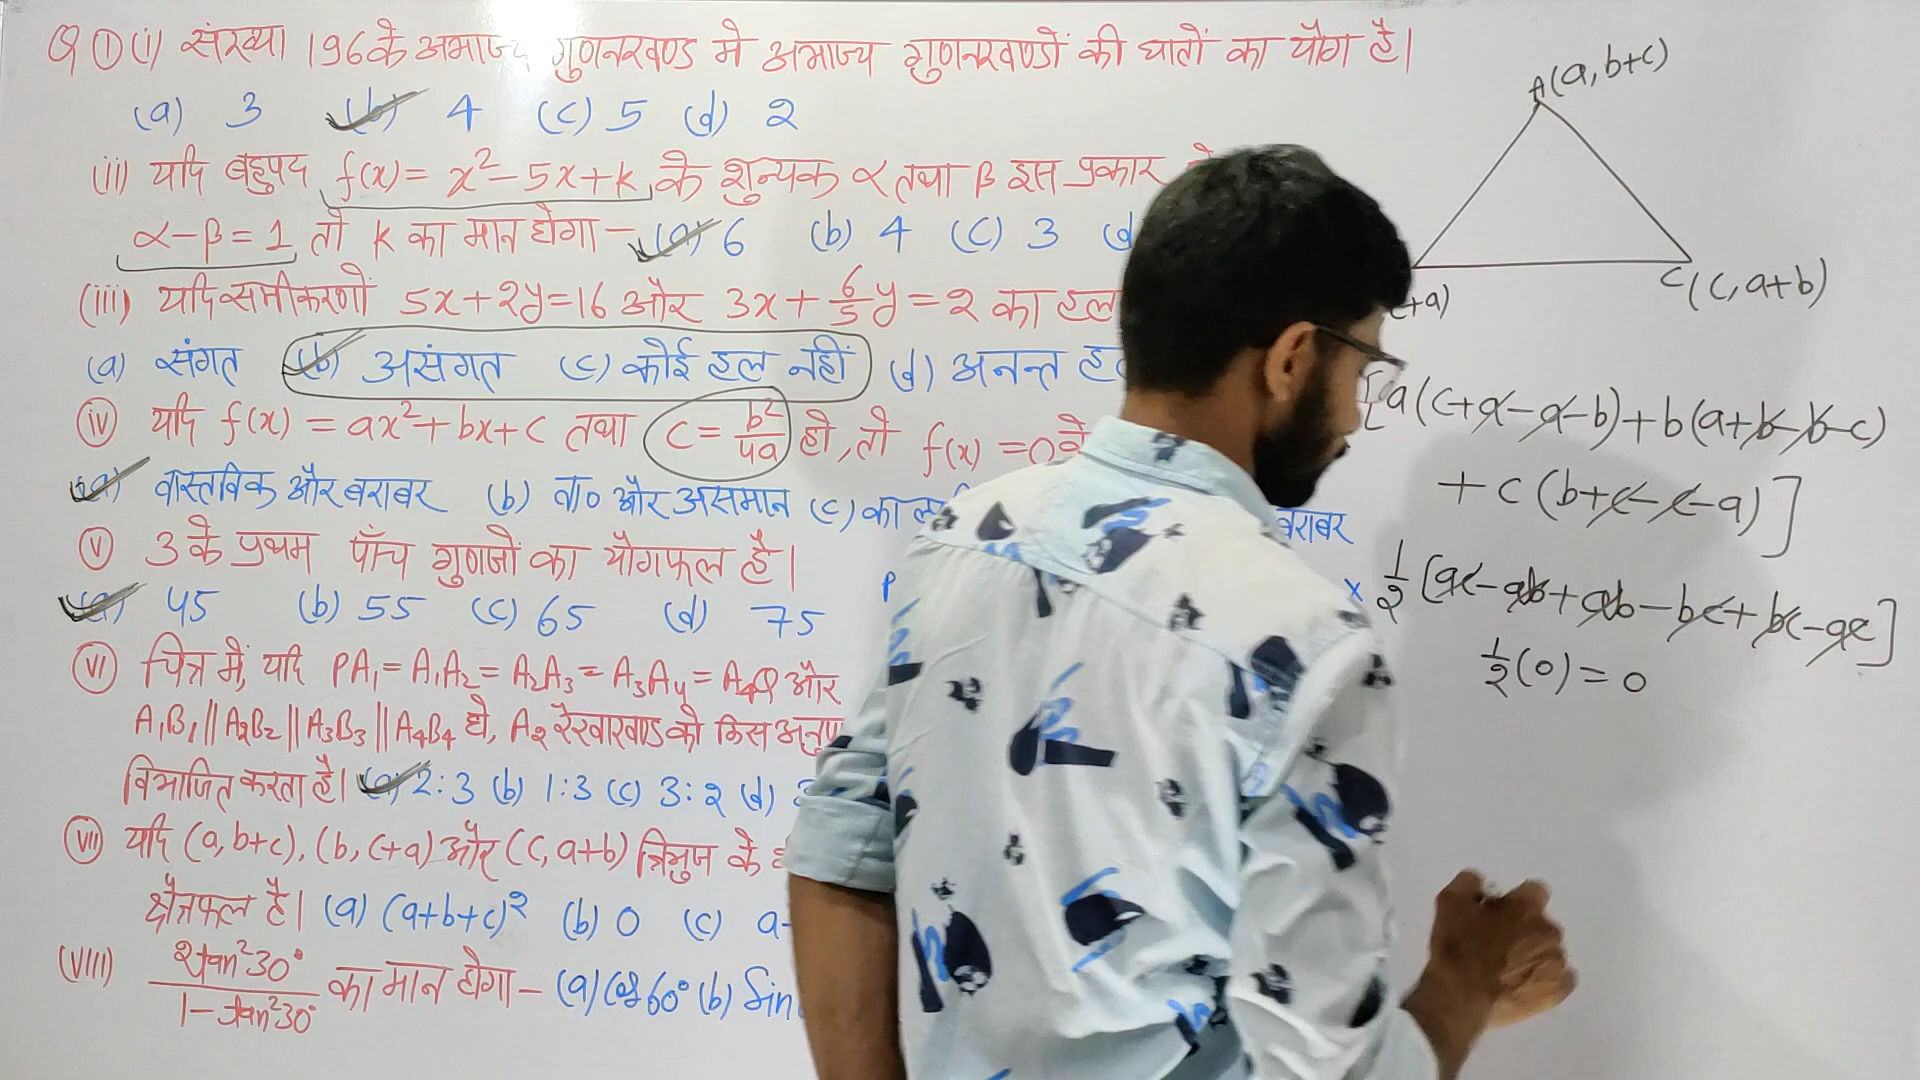 Q ① (i) संख्या 196 के अभाज्य गुणनखण्ड मे अभाज्य गुणनखण्डों की घातों का योग है।
(a) 3 (b) 4 (c) 5 (d) 2
(ii) यदि बहुपद f(x) = x² - 5x + k के शून्यक α तथा β इस प्रकार
α - β = 1 तो k का मान होगा - (a) 6 (b) 4 (c) 3 (d
(iii) यदि समीकरणों 5x + 2y = 16 और 3x + 6/5 y = 2 का हल
(a) संगत (b) असंगत (c) कोई हल नहीं (d) अनन्त ह
(iv) यदि f(x) = ax² + bx + c तथा c = b²/4a हो, तो f(x) = 0 के
(a) वास्तविक और बराबर (b) वा० और असमान (c) का बराबर
(v) 3 के प्रथम पाँच गुणजों का योगफल है।
(a) 45 (b) 55 (c) 65 (d) 75
P
(vi) चित्र में, यदि PA₁ = A₁A₂ = A₂A₃ = A₃A₄ = A₄Q और
A₁B₁ || A₂B₂ || A₃B₃ || A₄B₄ हो, A₂ रेखाखण्ड को किस अनुप
विभाजित करता है। (a) 2:3 (b) 1:3 (c) 3:2 (d)
(vii) यदि (a, b+c), (b, c+a) और (c, a+b) त्रिभुज के
क्षेत्रफल है। (a) (a+b+c)² (b) 0 (c) a
(viii) 2tan²30°/1 - tan²30° का मान होगा - (a) Cos 60° (b) Sin
A(a, b+c)
+a)
C(c, a+b)
[a(c+a-a-b)+b(a+b-b-c)
+c(b+c-c-a)]
x 1/2 [ac-ab+ab-bc+bc-ac]
1/2 (0) = 0